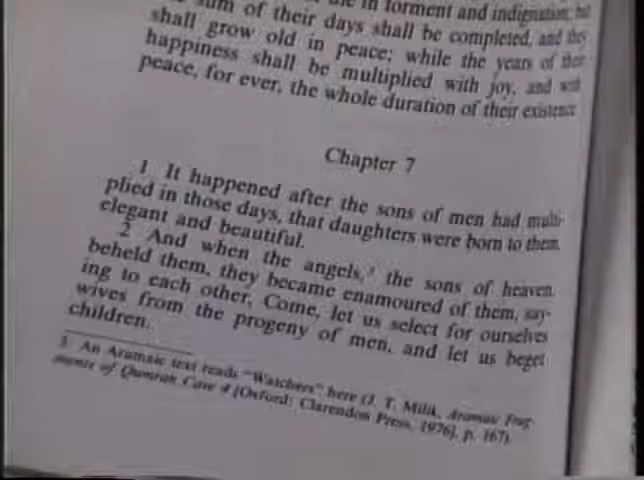 sum of their days shall be completed, and they
shall grow old in peace; while the years of their
happiness shall be multiplied with joy, and with
peace, for ever, the whole duration of their existence
Chapter 7
1 It happened after the sons of men had multi-
plied in those days, that daughters were born to them,
elegant and beautiful.
2 And when the angels,³ the sons of heaven,
beheld them, they became enamoured of them, say-
ing to each other, Come, let us select for ourselves
wives from the progeny of men, and let us beget
children.
3 An Aramaic text reads "Watchers" here (J. T. Milik, Aramaic Frag-
ments of Qumran Cave 4 [Oxford: Clarendon Press, 1976], p. 167).